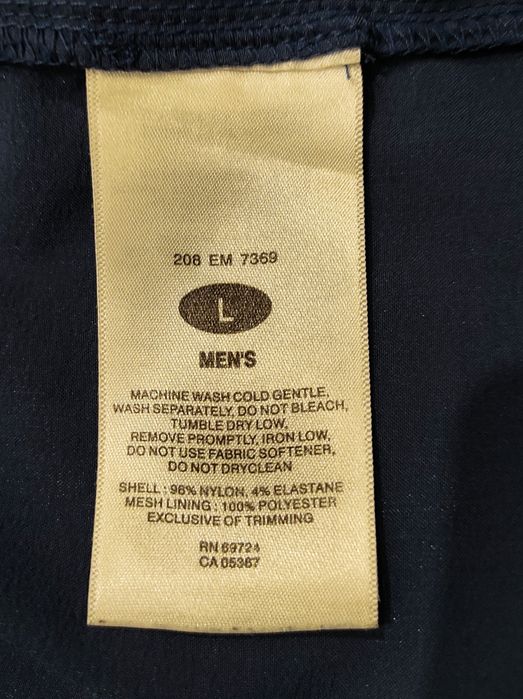 208 EM 7369
L
MEN'S
MACHINE WASH COLD GENTLE,
WASH SEPARATELY, DO NOT BLEACH,
TUMBLE DRY LOW,
REMOVE PROMPTLY, IRON LOW,
DO NOT USE FABRIC SOFTENER,
DO NOT DRYCLEAN
SHELL : 96% NYLON, 4% ELASTANE
MESH LINING : 100% POLYESTER
EXCLUSIVE OF TRIMMING
RN 69724
CA 05367